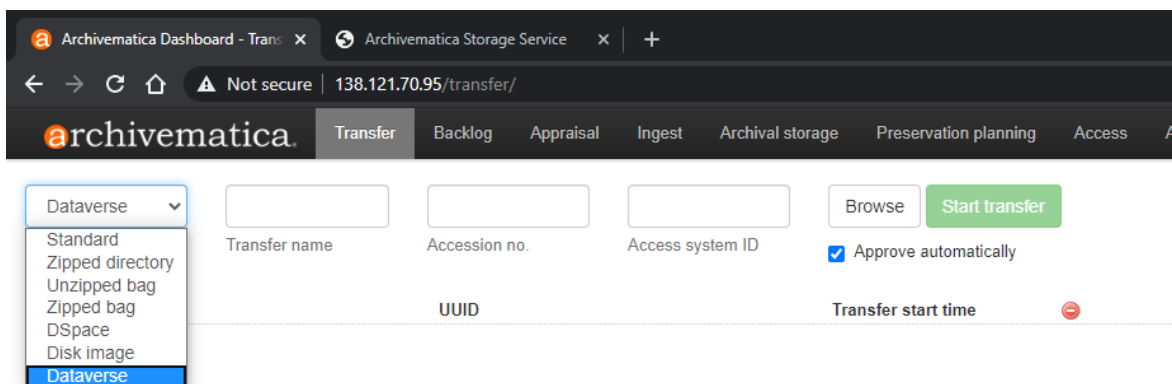 Archivematica Dashboard - Trans
Archivematica Storage Service
Not secure 138.121.70.95/transfer/
archivematica. Transfer Backlog Appraisal Ingest Archival storage Preservation planning Access A
Dataverse Browse Start transfer
Transfer name Accession no. Access system ID Approve automatically
Standard
Zipped directory
Unzipped bag
Zipped bag
DSpace
Disk image
Dataverse
UUID Transfer start time